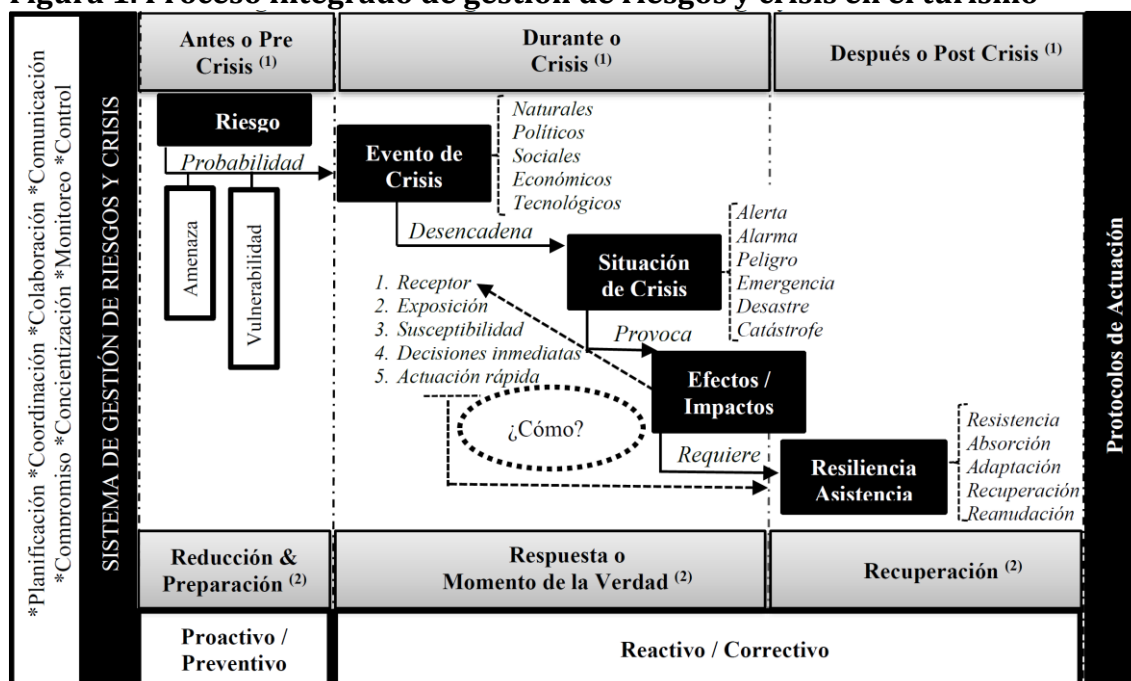 Figura 1. Proceso integrado de gestión de riesgos y crisis en el turismo
*Planificación *Coordinación *Colaboración *Comunicación
*Compromiso *Concientización *Monitoreo *Control
SISTEMA DE GESTIÓN DE RIESGOS Y CRISIS
Antes o Pre
Crisis (1)
Durante o
Crisis (1)
Después o Post Crisis (1)
Riesgo
Probabilidad
Amenaza
Vulnerabilidad
Evento de
Crisis
Naturales
Políticos
Sociales
Económicos
Tecnológicos
Desencadena
Situación
de Crisis
Alerta
Alarma
Peligro
Emergencia
Desastre
Catástrofe
1. Receptor
2. Exposición
3. Susceptibilidad
4. Decisiones inmediatas
5. Actuación rápida
Provoca
Efectos /
Impactos
¿Cómo?
Requiere
Resiliencia
Asistencia
Resistencia
Absorción
Adaptación
Recuperación
Reanudación
Reducción &
Preparación (2)
Respuesta o
Momento de la Verdad (2)
Recuperación (2)
Proactivo /
Preventivo
Reactivo / Correctivo
Protocolos de Actuación